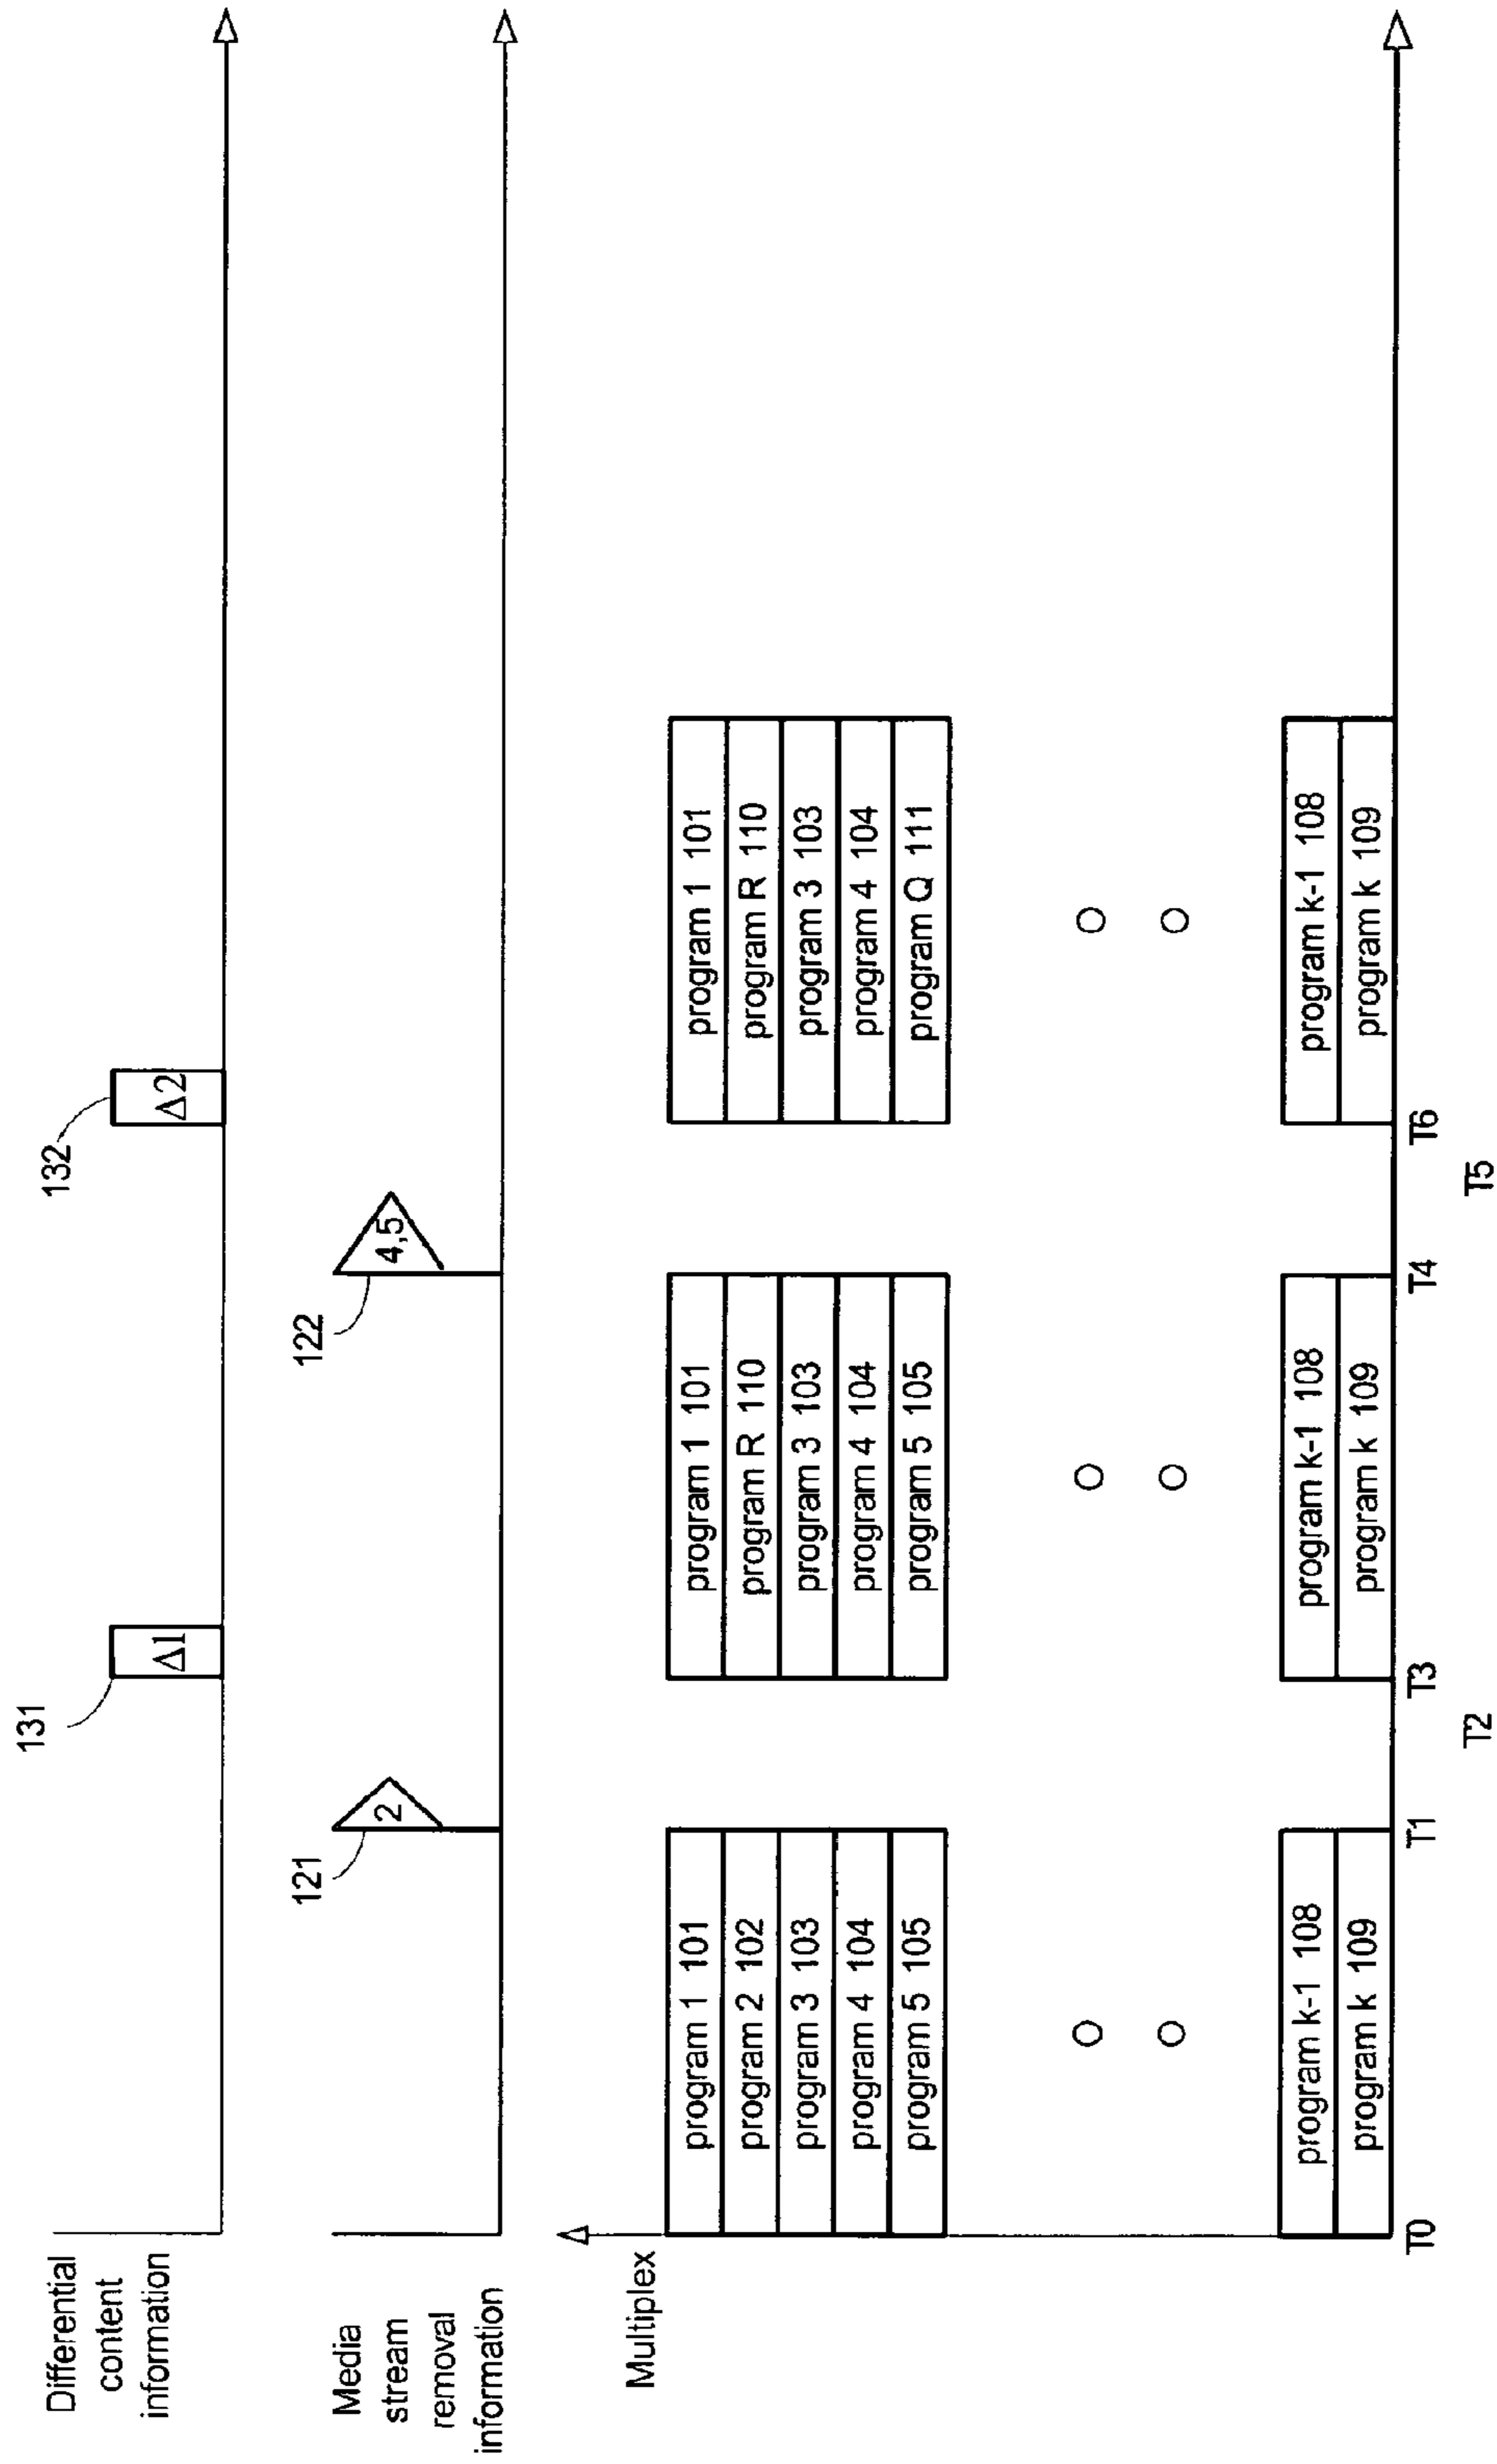 Differential
content
information
131
Δ1
132
Δ2
Media
stream
removal
information
121
2
122
4,5
Multiplex
program 1 101
program 2 102
program 3 103
program 4 104
program 5 105
program k-1 108
program k 109
program 1 101
program R 110
program 3 103
program 4 104
program 5 105
program k-1 108
program k 109
program 1 101
program R 110
program 3 103
program 4 104
program Q 111
program k-1 108
program k 109
T0
T1
T2
T3
T4
T5
T6